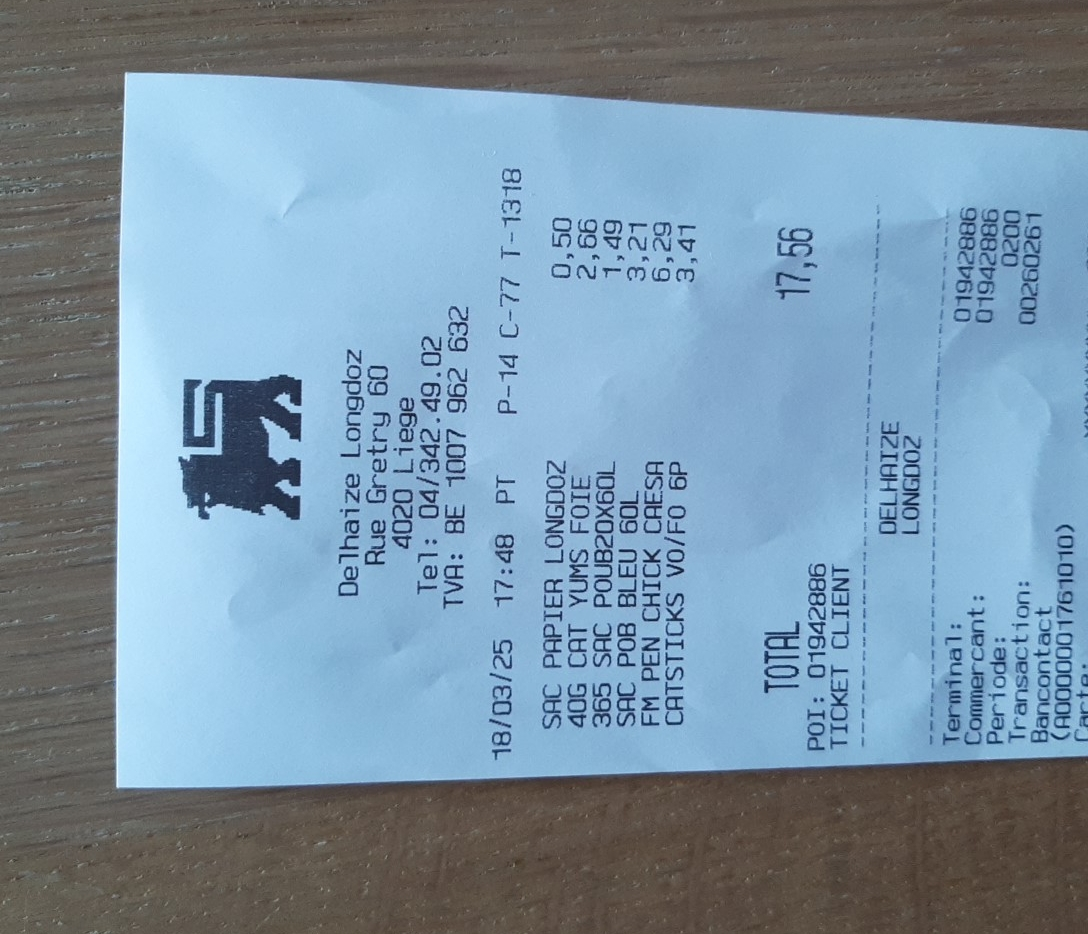 Delhaize Longdoz
Rue Gretry 60
4020 Liege
Tel: 04/342.49.02
TVA: BE 1007 962 632
18/03/25 17:48 PT P-14 C-77 T-1318
SAC PAPIER LONGDOZ 0,50
40G CAT YUMS FOIE 2,66
365 SAC POUB20X60L 1,49
SAC POB BLEU 60L 3,21
FM PEN CHICK CAESA 6,29
CATSTICKS VO/FO 6P 3,41
TOTAL 17,56
POI: 01942886
TICKET CLIENT
DELHAIZE
LONGDOZ
Terminal: 01942886
Commercant: 01942886
Periode: 0200
Transaction: 00260261
Bancontact
(A0000001761010)